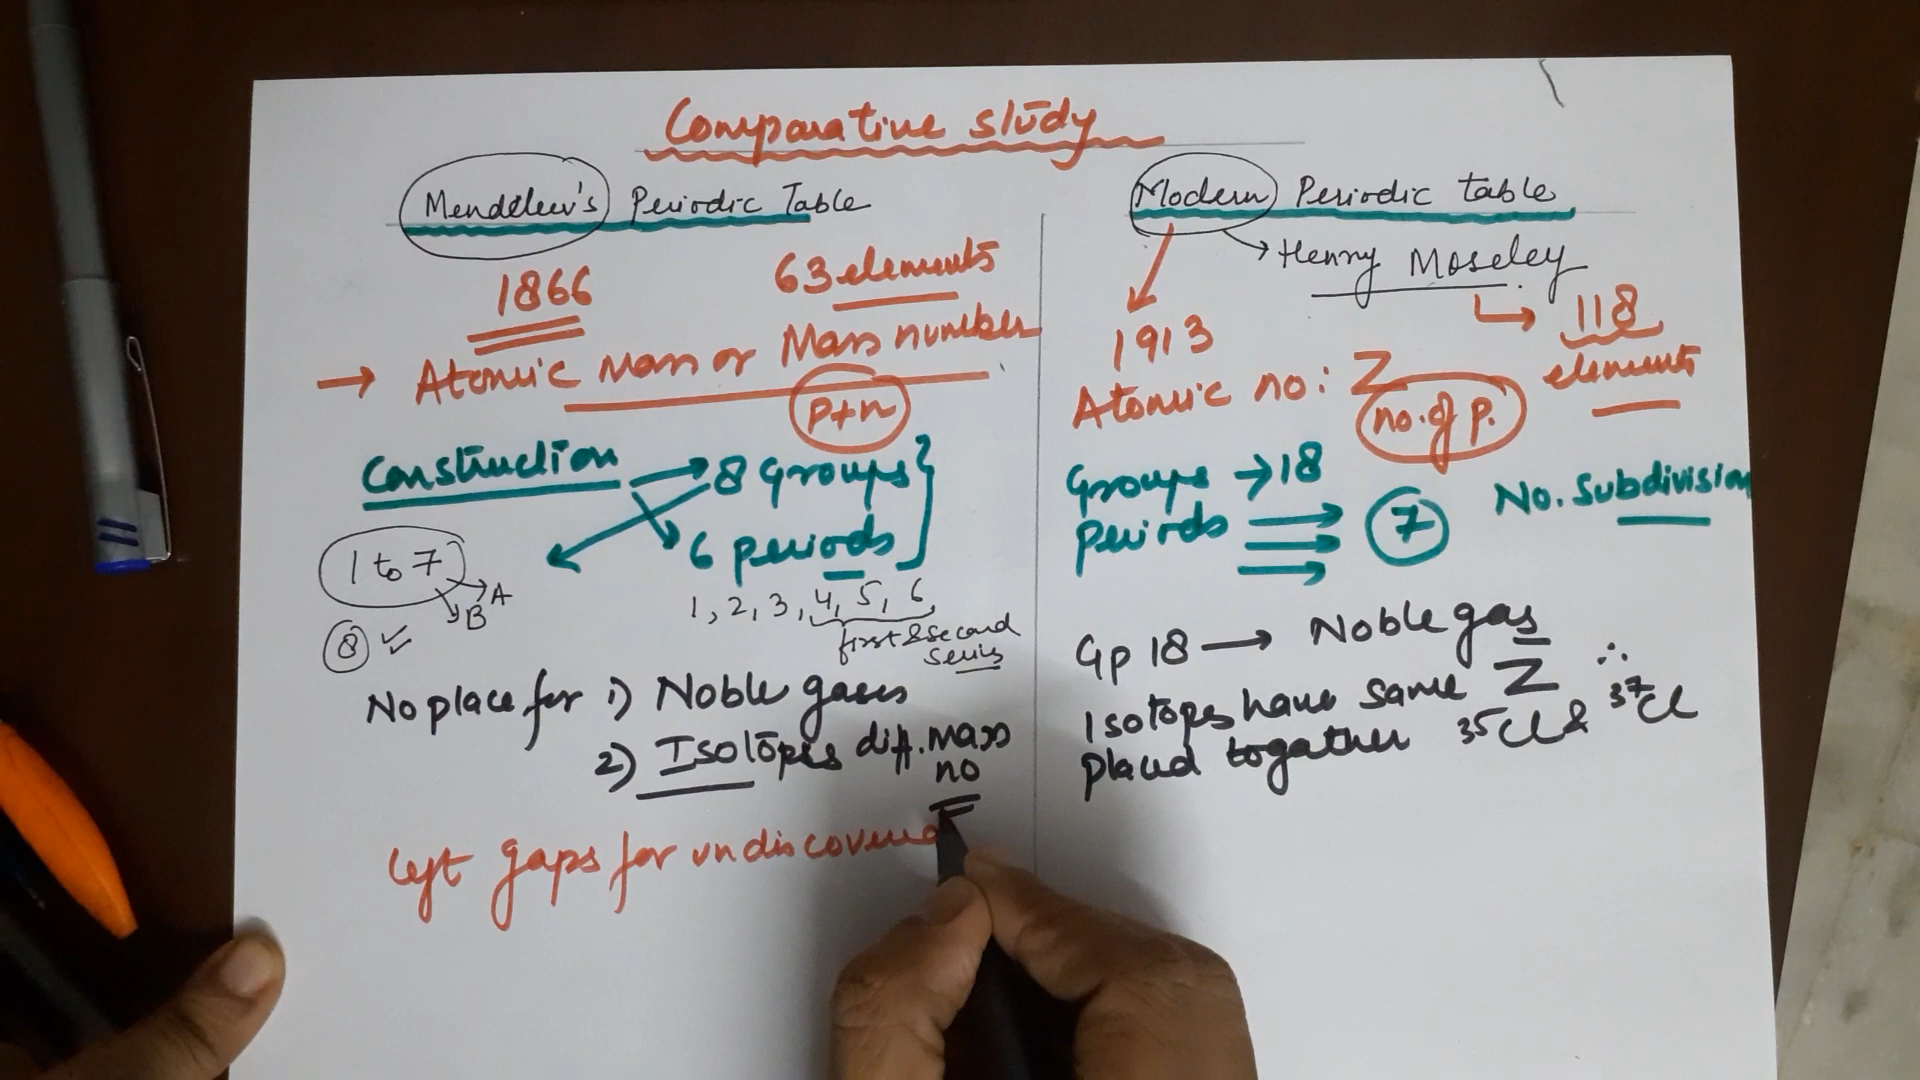 Comparative study
Mendeleev's Periodic Table
1866
63 elements
→ Atomic Mass or Mass number
p+n
Construction → 8 Groups
6 periods
1 to 7
A
B
8 ✓
1, 2, 3, 4, 5, 6
first & second
series
No place for 1) Noble gases
2) Isotopes diff. mass
no
left gaps for undiscovered
Modern Periodic table
→ Henry Moseley
1913
118
elements
Atomic no: Z
no. of p.
Groups → 18
No. Subdivision
Periods 7
Gp 18 → Noble gas
Isotopes have same Z ∴
placed togather ³⁵Cl & ³⁷Cl